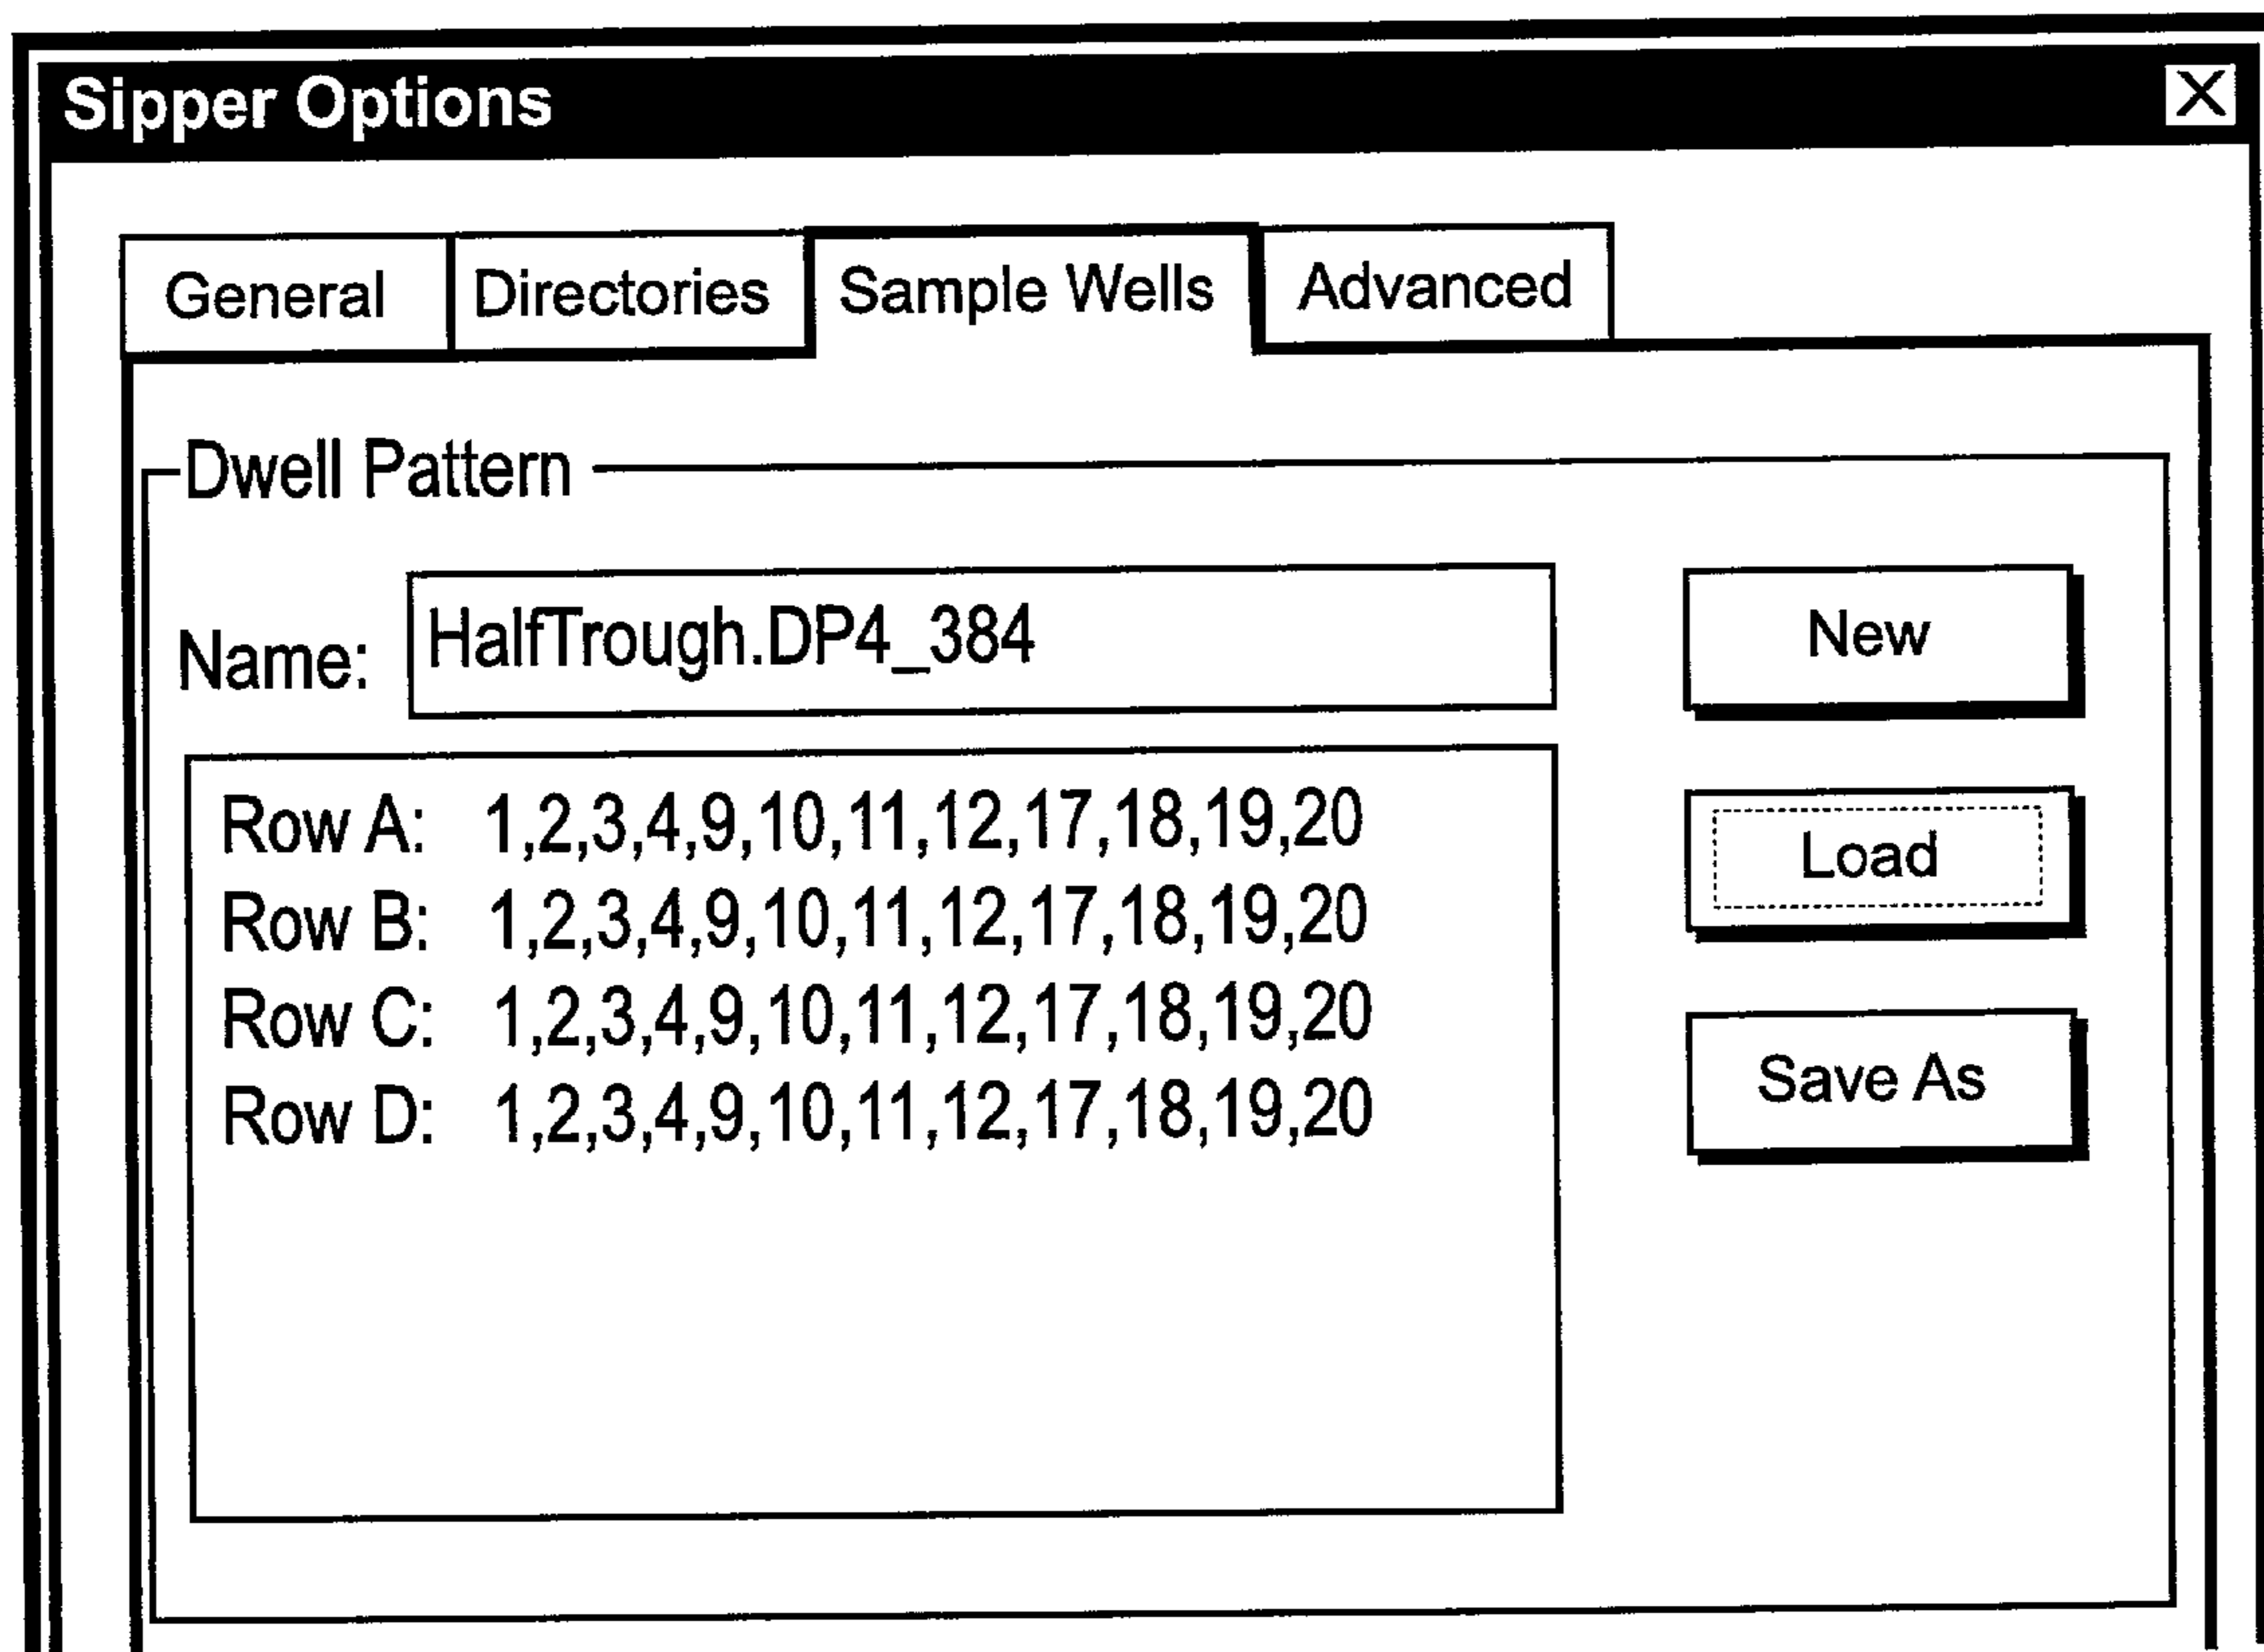 Sipper Options X
General Directories Sample Wells Advanced
Dwell Pattern
Name: HalfTrough.DP4_384 New
Row A: 1,2,3,4,9,10,11,12,17,18,19,20
Load
Row B: 1,2,3,4,9,10,11,12,17,18,19,20
Row C: 1,2,3,4,9,10,11,12,17,18,19,20
Row D: 1,2,3,4,9,10,11,12,17,18,19,20
Save As